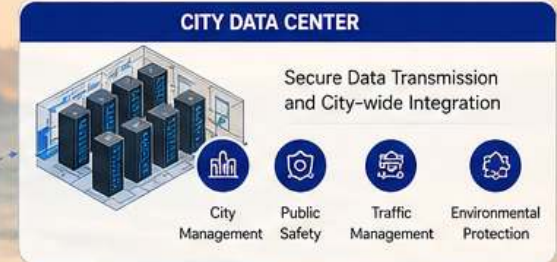 CITY DATA CENTER
Secure Data Transmission
and City-wide Integration
City
Management
Public
Safety
Traffic
Management
Environmental
Protection